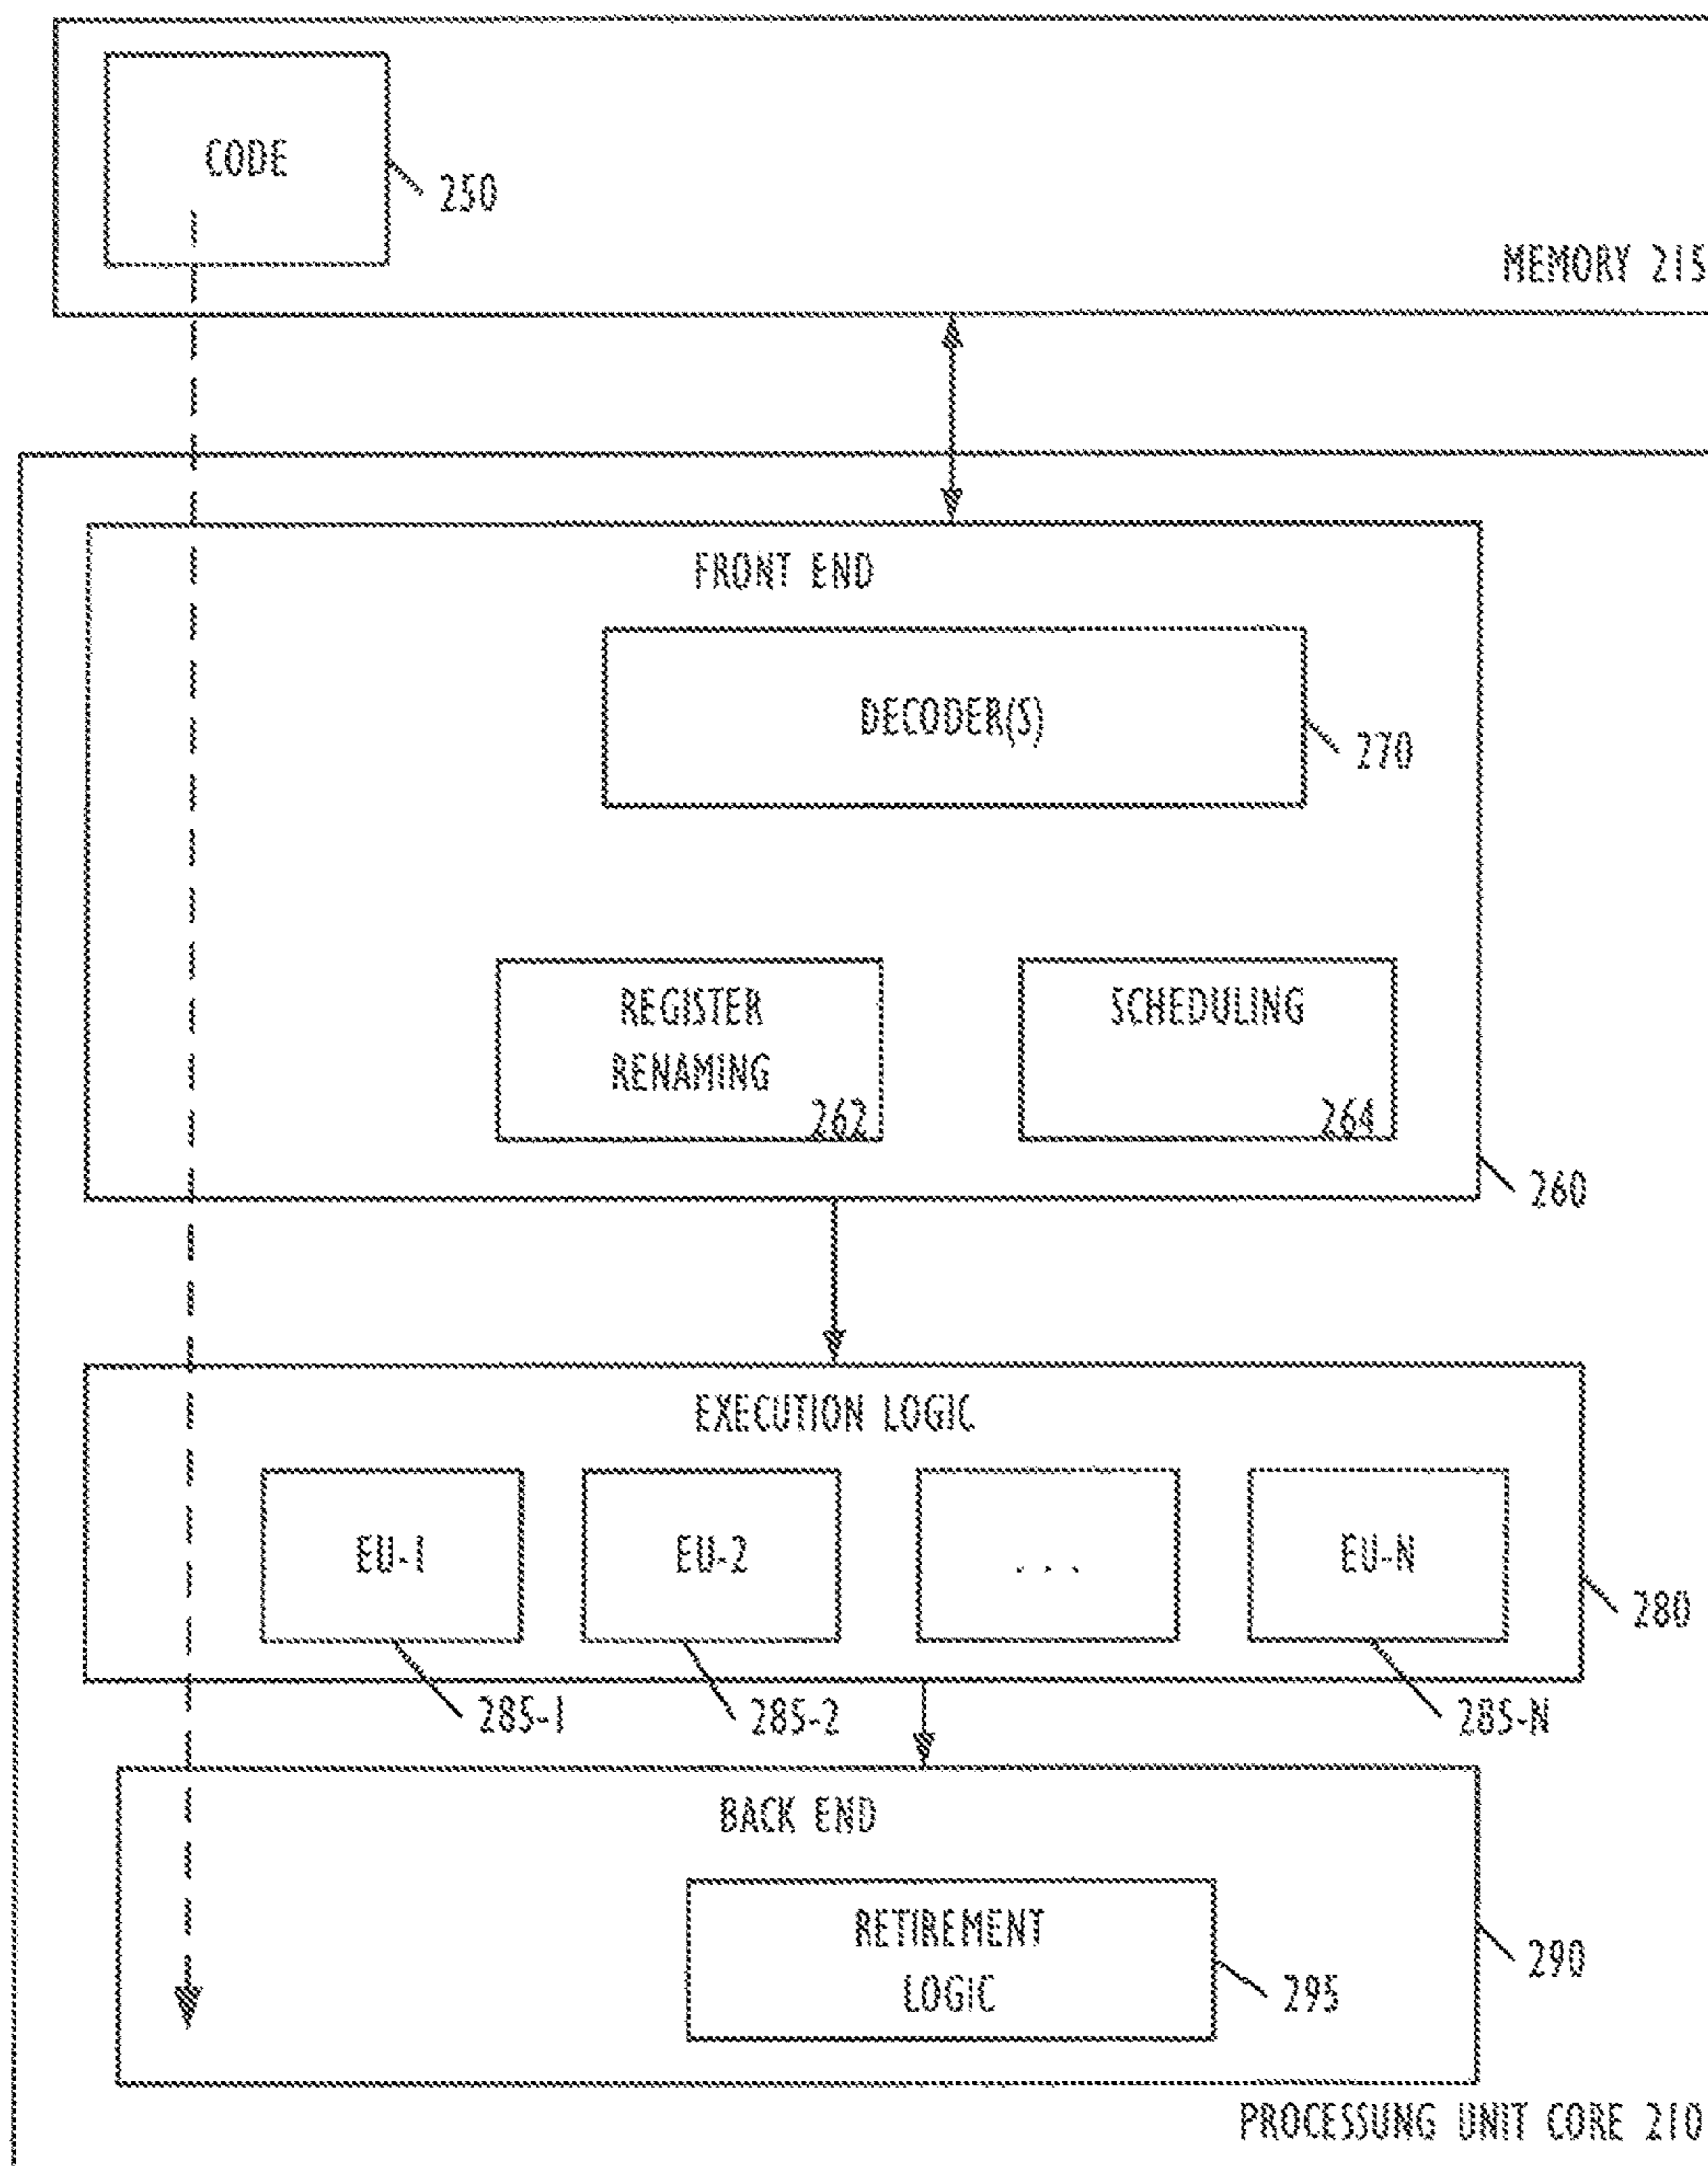 CODE
250
MEMORY 215
FRONT END
DECODER(S)
270
REGISTER
RENAMING
262
SCHEDULING
264
260
EXECUTION LOGIC
EU-1
EU-2
...
EU-N
280
285-1
285-2
285-N
BACK END
RETIREMENT
LOGIC
295
290
PROCESSUNG UNIT CORE 210